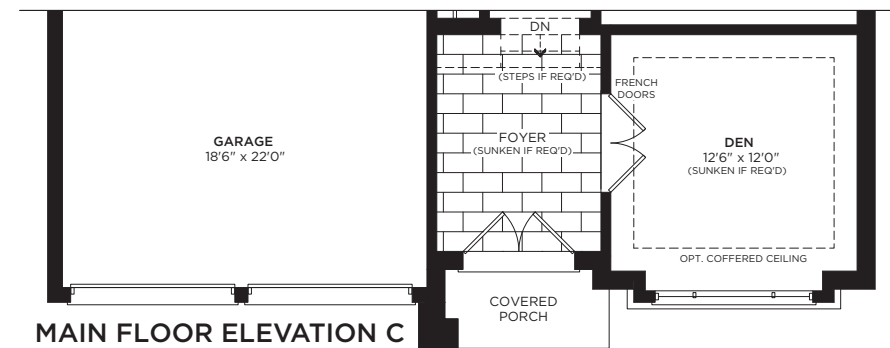 DN
(STEPS IF REQ'D)
FRENCH
DOORS
GARAGE
18'6" x 22'0"
FOYER
(SUNKEN IF REQ'D)
DEN
12'6" x 12'0"
(SUNKEN IF REQ'D)
OPT. COFFERED CEILING
COVERED
PORCH
MAIN FLOOR ELEVATION C